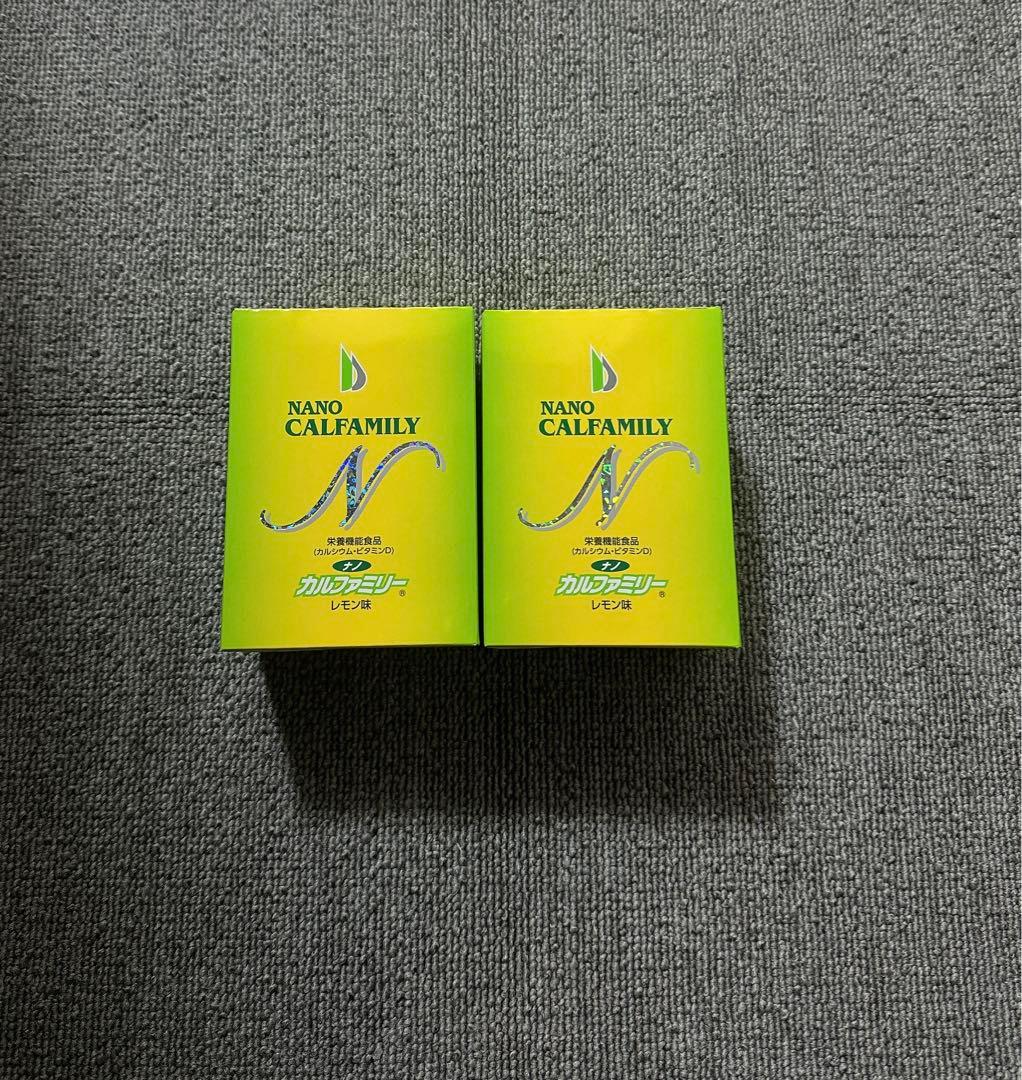 NANO
CALFAMILY
N
栄養機能食品
(カルシウム・ビタミンD)
ナノ
カルファミリー®
レモン味
NANO
CALFAMILY
N
栄養機能食品
(カルシウム・ビタミンD)
ナノ
カルファミリー®
レモン味